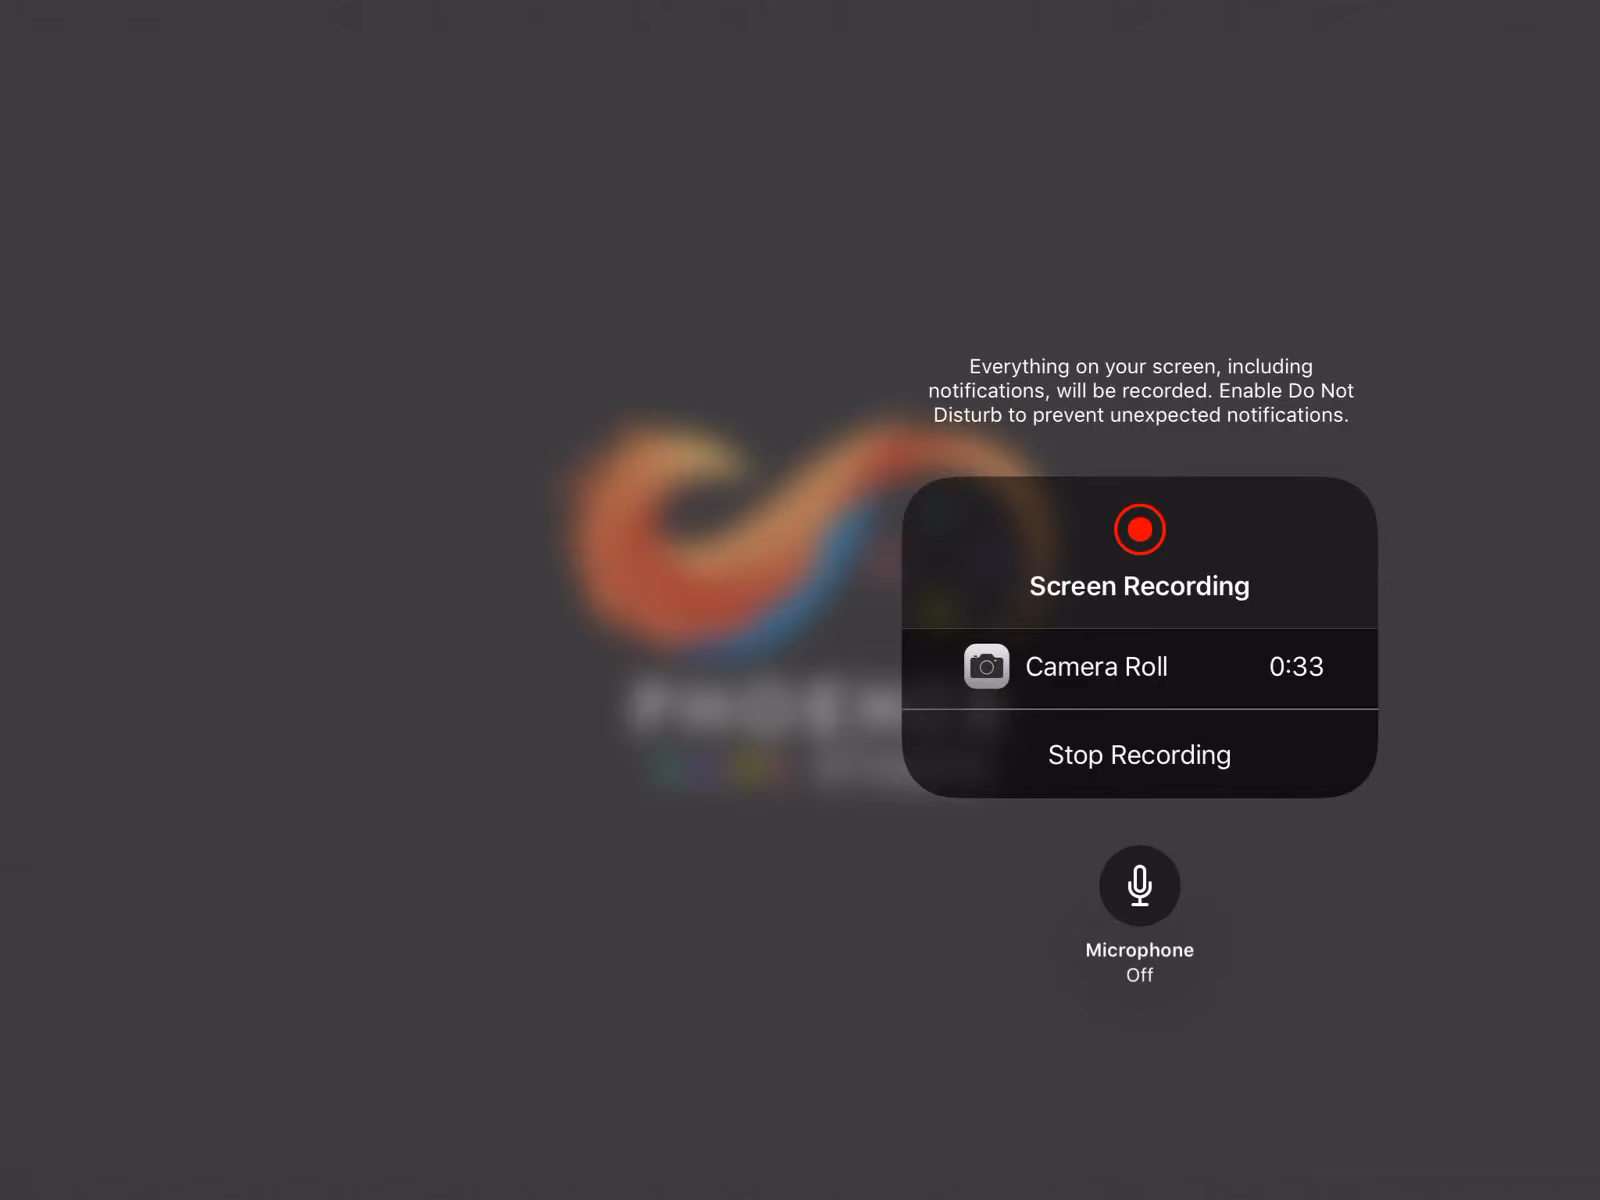 Everything on your screen, including
notifications, will be recorded. Enable Do Not
Disturb to prevent unexpected notifications.
Screen Recording
Camera Roll 0:33
Stop Recording
Microphone
Off